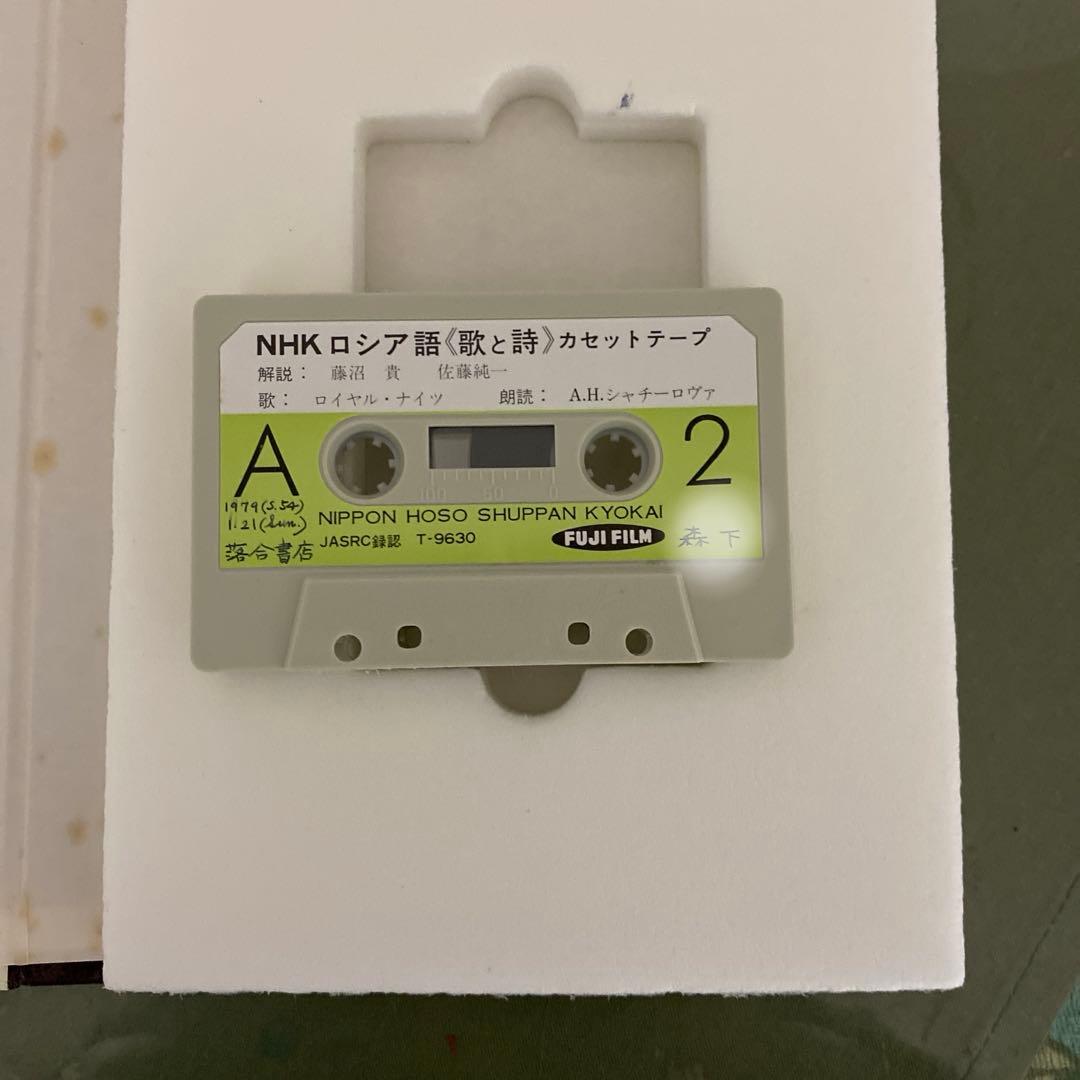 NHK ロシア語《歌と詩》カセットテープ
解説： 藤沼 貴 佐藤純一
歌： ロイヤル・ナイツ 朗読： A.H.シャチーロヴァ
A 2
100 50 0
1979(S.54)
1.21(Sun.)
落合書店
NIPPON HOSO SHUPPAN KYOKAI
JASRC録認 T-9630 FUJI FILM 森下